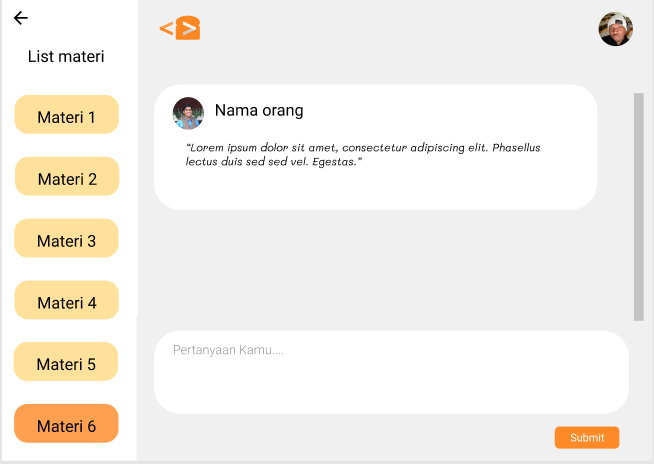 List materi
Materi 1
Materi 2
Materi 3
Materi 4
Materi 5
Materi 6
Nama orang
“Lorem ipsum dolor sit amet, consectetur adipiscing elit. Phasellus
lectus duis sed sed vel. Egestas.”
Pertanyaan Kamu....
Submit